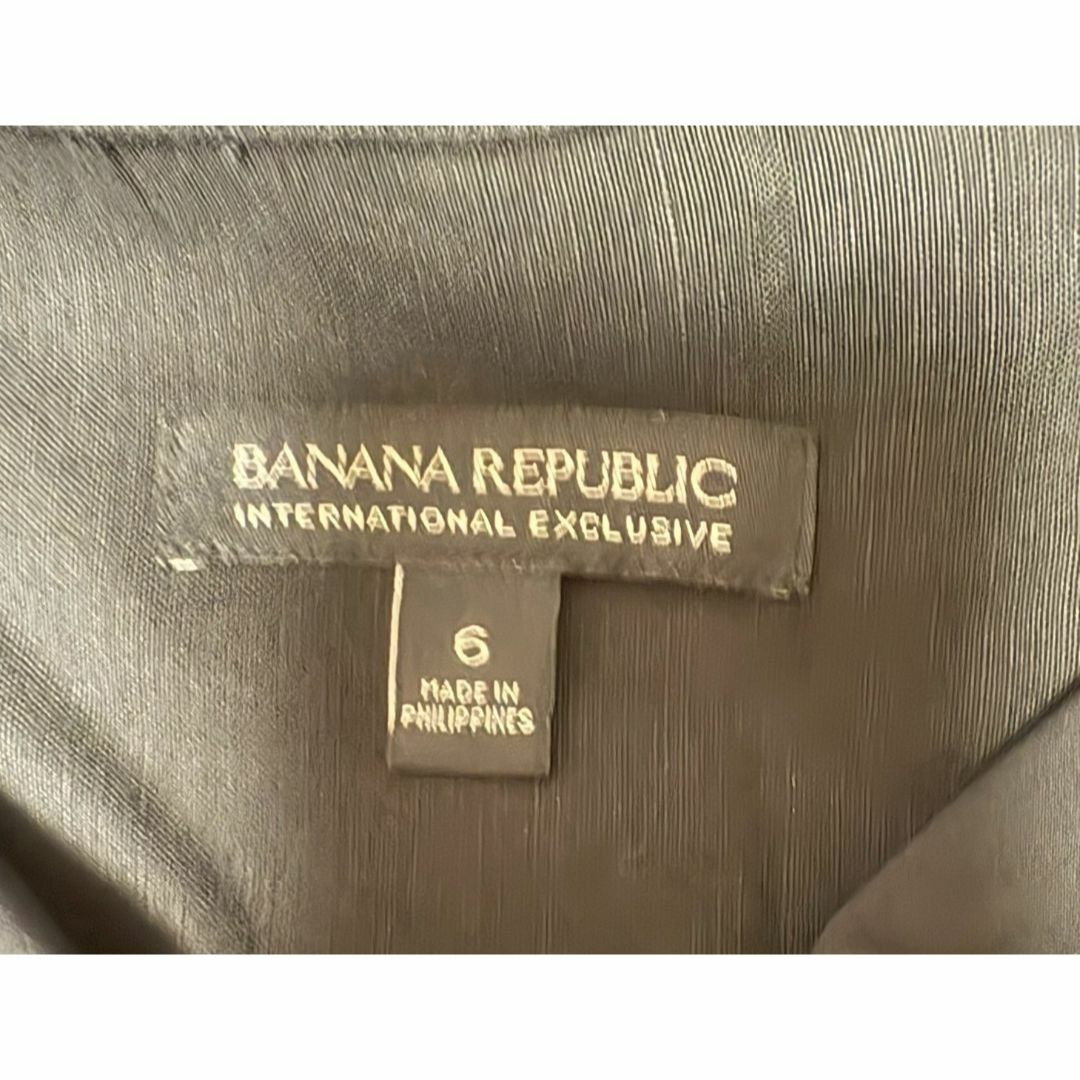 BANANA REPUBLIC
INTERNATIONAL EXCLUSIVE
6
MADE IN
PHILIPPINES